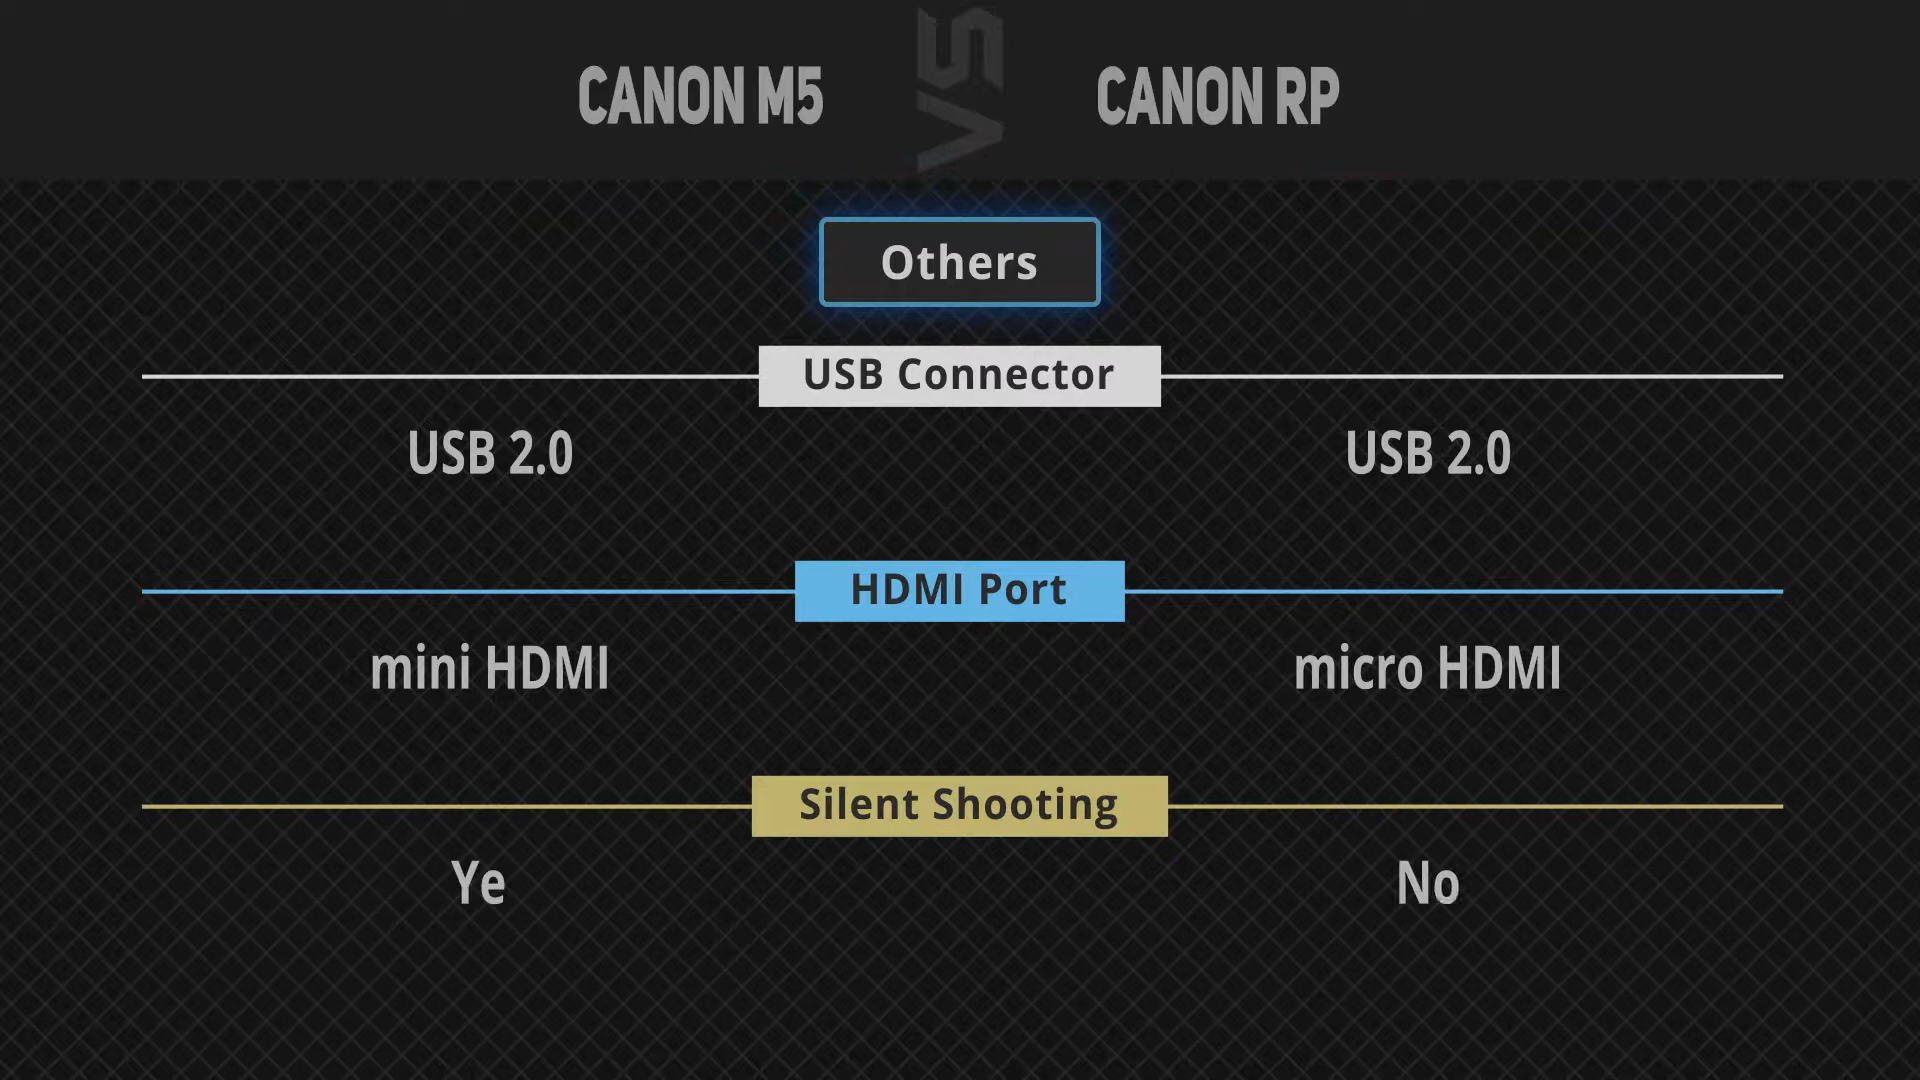 CANON M5 VS CANON RP
Others
USB Connector
USB 2.0 USB 2.0
HDMI Port
mini HDMI micro HDMI
Silent Shooting
Ye No